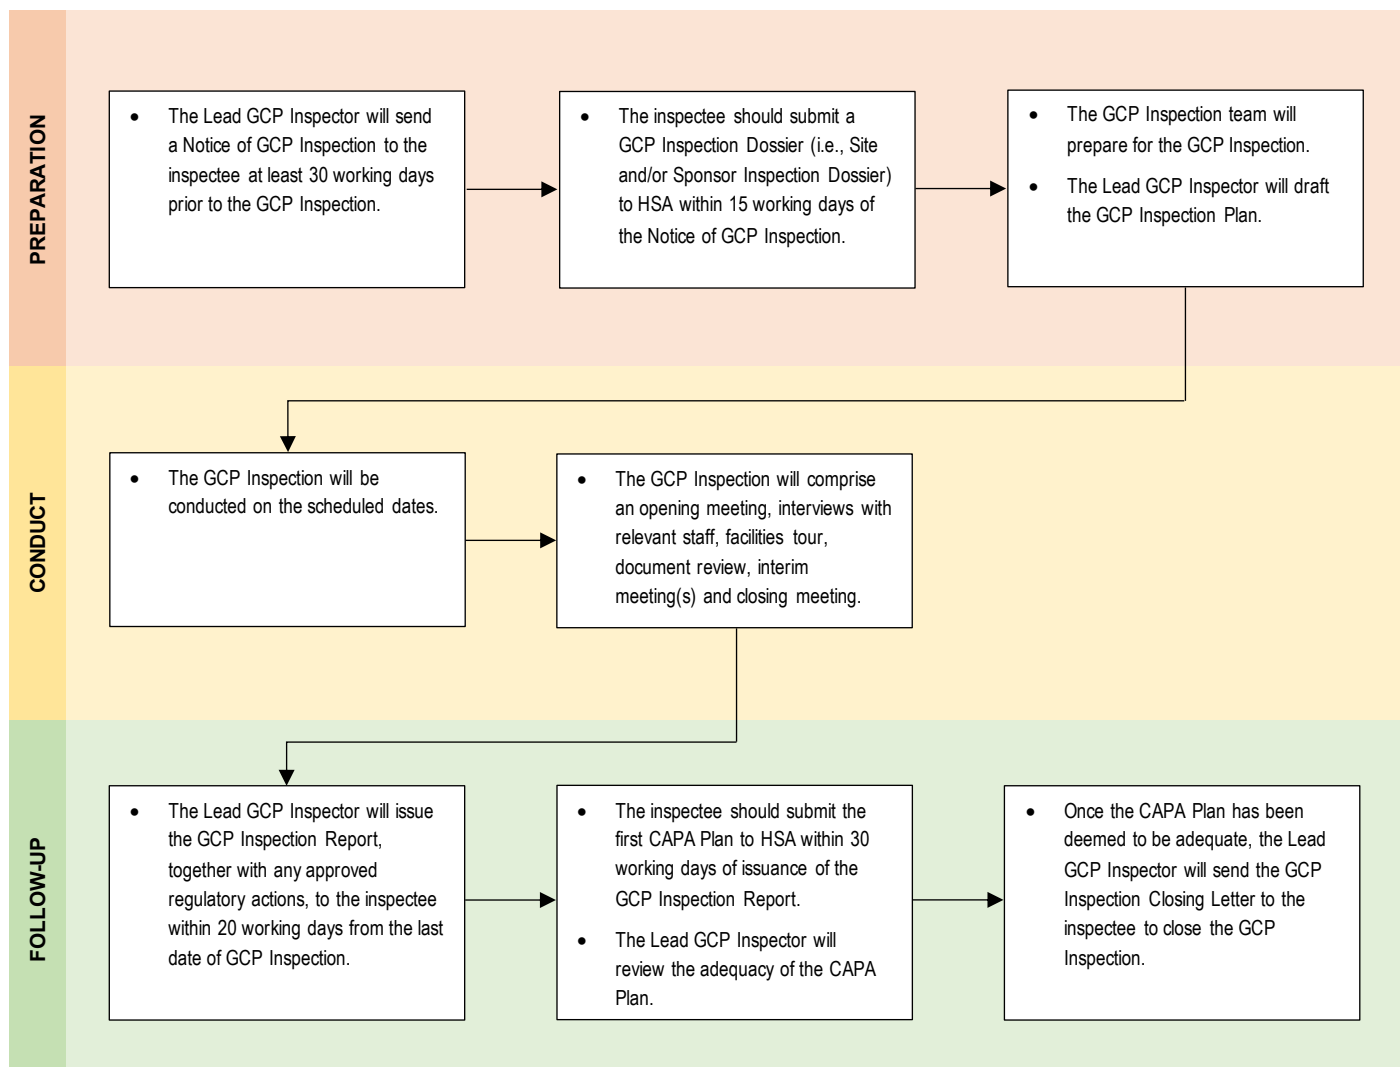 PREPARATION
• The Lead GCP Inspector will send
a Notice of GCP Inspection to the
inspectee at least 30 working days
prior to the GCP Inspection.
• The inspectee should submit a
GCP Inspection Dossier (i.e., Site
and/or Sponsor Inspection Dossier)
to HSA within 15 working days of
the Notice of GCP Inspection.
• The GCP Inspection team will
prepare for the GCP Inspection.
• The Lead GCP Inspector will draft
the GCP Inspection Plan.
CONDUCT
• The GCP Inspection will be
conducted on the scheduled dates.
• The GCP Inspection will comprise
an opening meeting, interviews with
relevant staff, facilities tour,
document review, interim
meeting(s) and closing meeting.
FOLLOW-UP
• The Lead GCP Inspector will issue
the GCP Inspection Report,
together with any approved
regulatory actions, to the inspectee
within 20 working days from the last
date of GCP Inspection.
• The inspectee should submit the
first CAPA Plan to HSA within 30
working days of issuance of the
GCP Inspection Report.
• The Lead GCP Inspector will
review the adequacy of the CAPA
Plan.
• Once the CAPA Plan has been
deemed to be adequate, the Lead
GCP Inspector will send the GCP
Inspection Closing Letter to the
inspectee to close the GCP
Inspection.